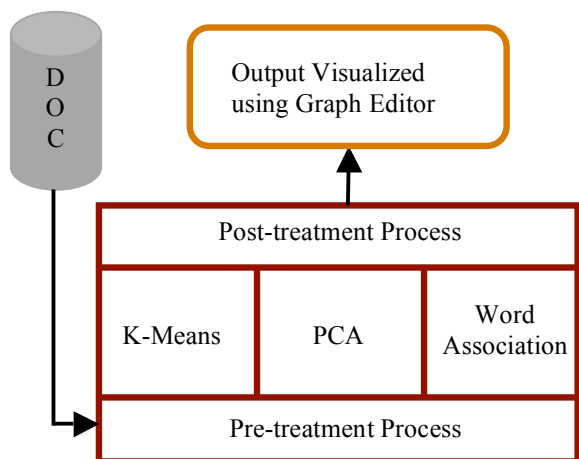 D
O
C
Output Visualized
using Graph Editor
Post-treatment Process
K-Means
PCA
Word
Association
Pre-treatment Process